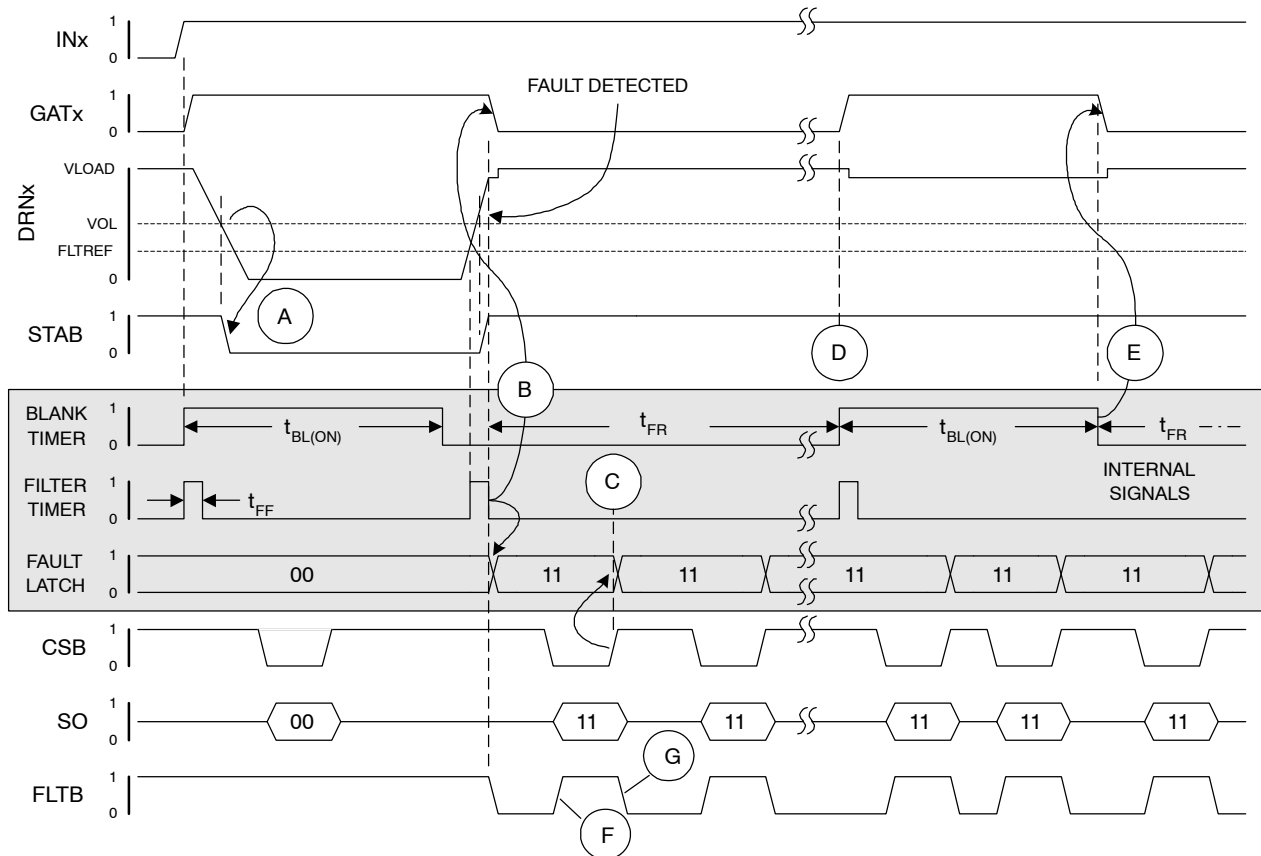 INx 1
0
GATx 1
0
FAULT DETECTED
DRNx
VLOAD
VOL
FLTREF
0
A
STAB 1
0
D
E
B
BLANK TIMER 1
0
tBL(ON)
tFR
tBL(ON)
tFR
C
INTERNAL SIGNALS
FILTER TIMER 1
0
tFF
FAULT LATCH 1
0
00 11 11 11 11 11
CSB 1
0
SO 1
0
00 11 11 11 11 11
G
FLTB 1
0
F